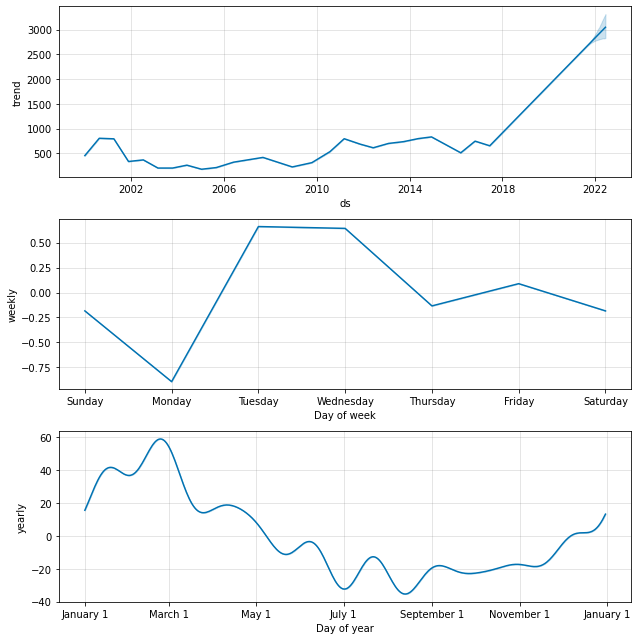 3000
2500
2000
1500
1000
500
trend
2002 2006 2010 2014 2018 2022
ds
0.50
0.25
0.00
−0.25
−0.50
−0.75
weekly
Sunday Monday Tuesday Wednesday Thursday Friday Saturday
Day of week
60
40
20
0
−20
−40
yearly
January 1 March 1 May 1 July 1 September 1 November 1 January 1
Day of year